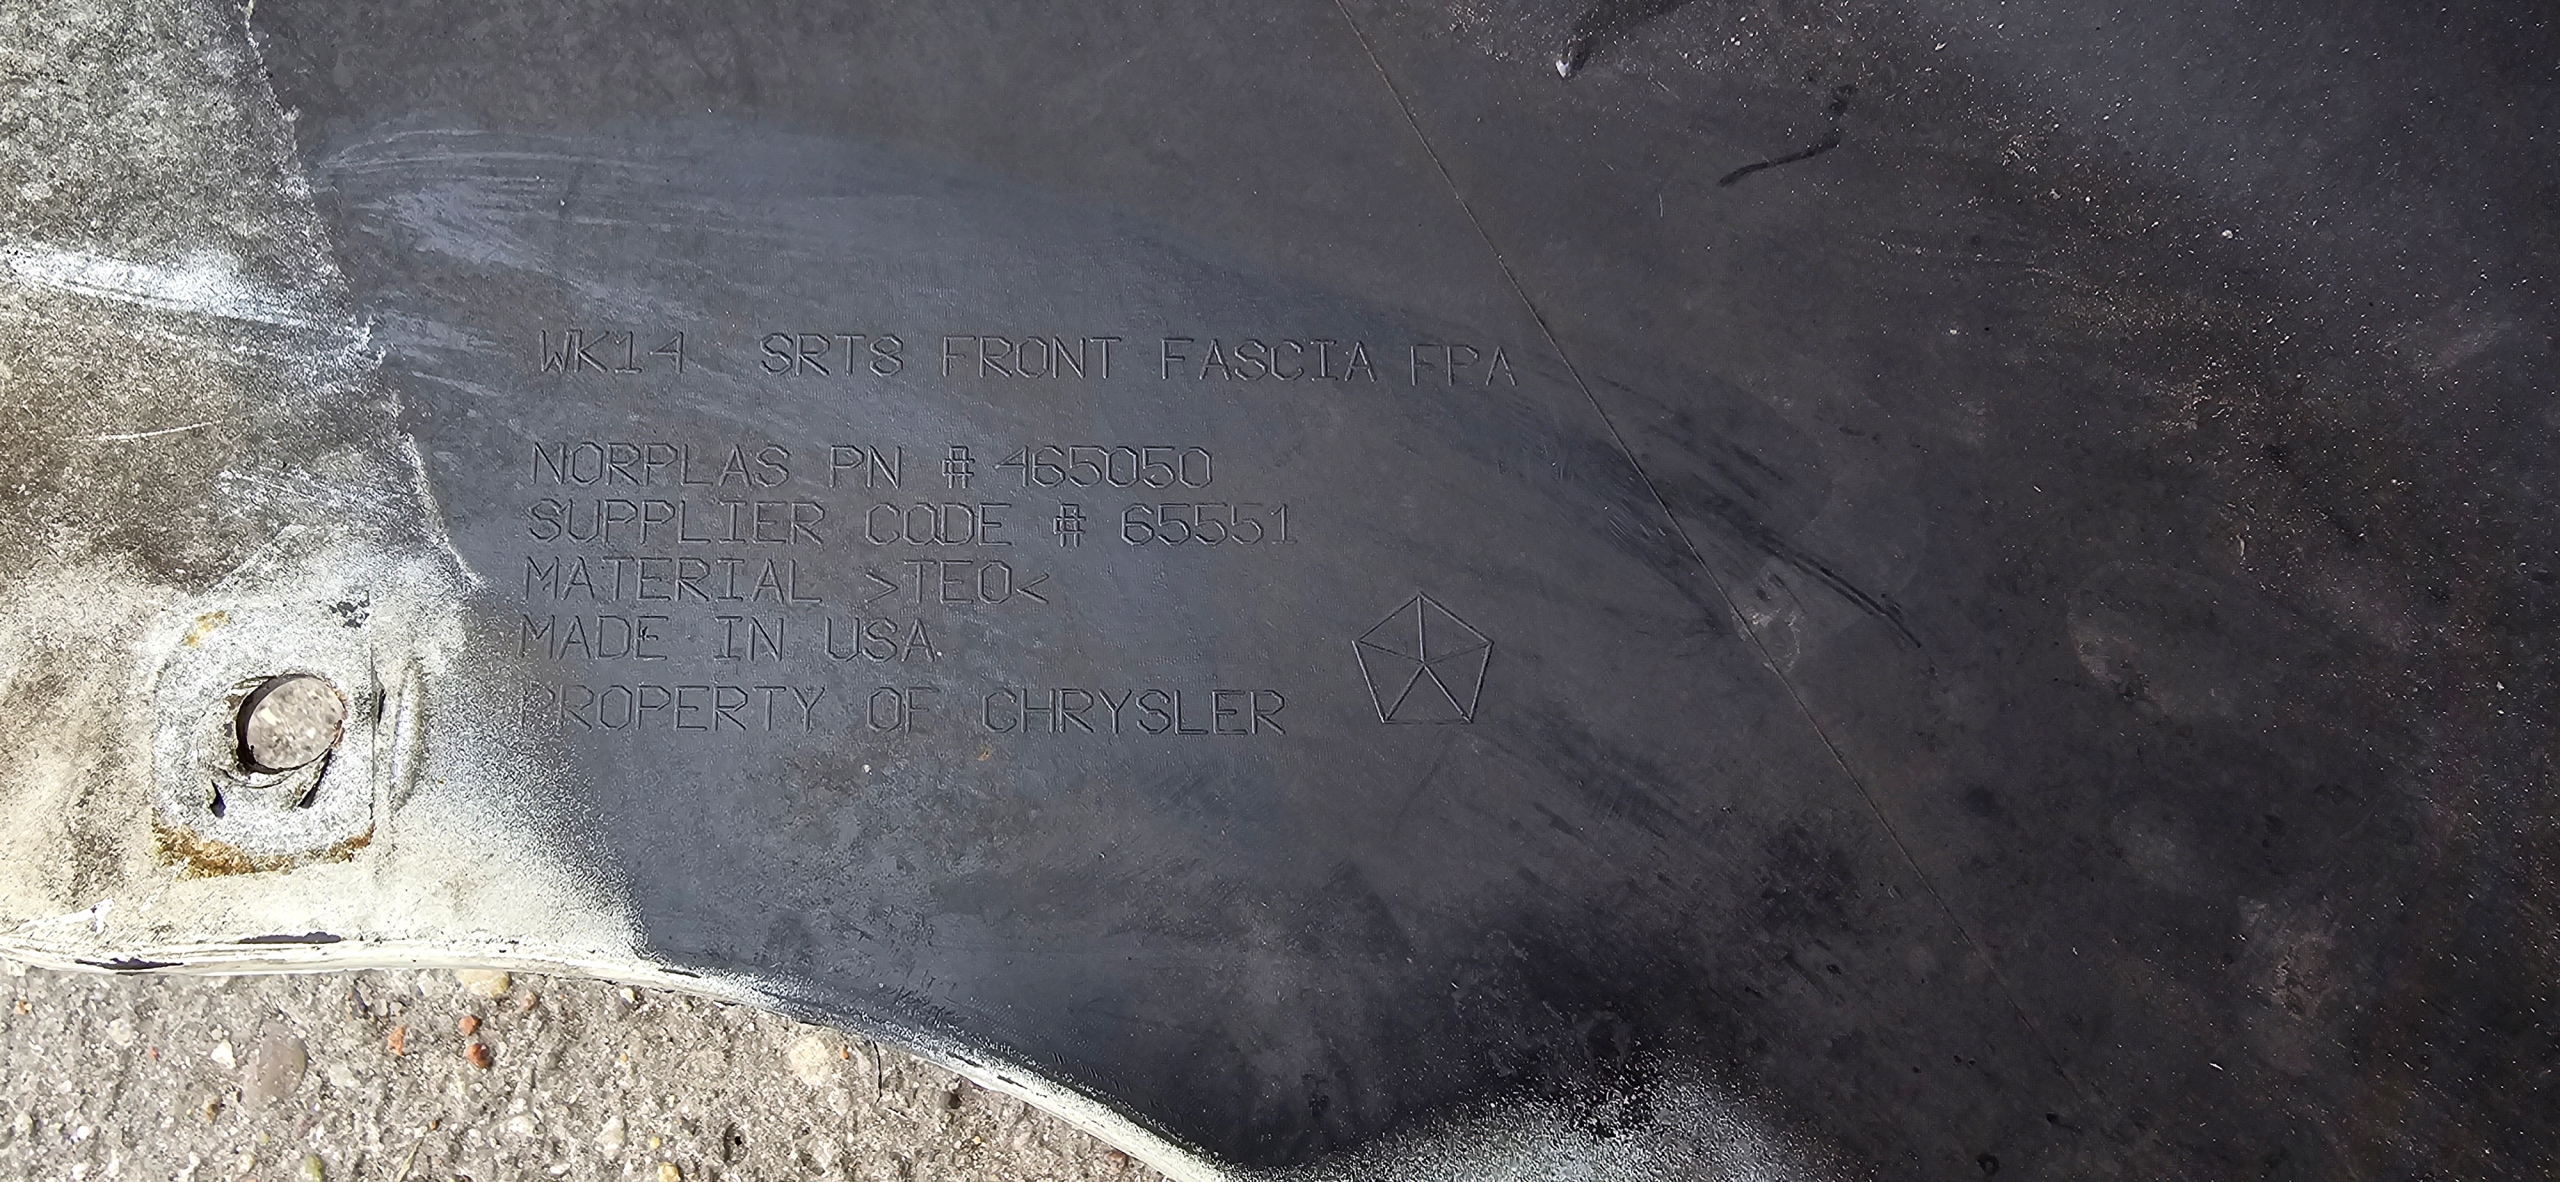 WK14 SRT8 FRONT FASCIA FPA
NORPLAS PN # 465050
SUPPLIER CODE # 65551
MATERIAL >TEO<
MADE IN USA
PROPERTY OF CHRYSLER